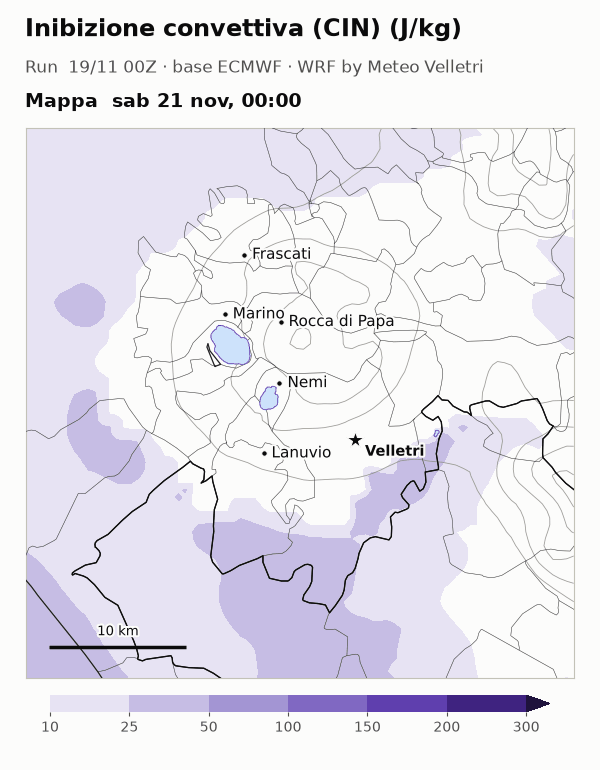 Inibizione convettiva (CIN) (J/kg)
Run 19/11 00Z · base ECMWF · WRF by Meteo Velletri
Mappa sab 21 nov, 00:00
Frascati
Marino
Rocca di Papa
Nemi
Velletri
Lanuvio
10 km
10 25 50 100 150 200 300